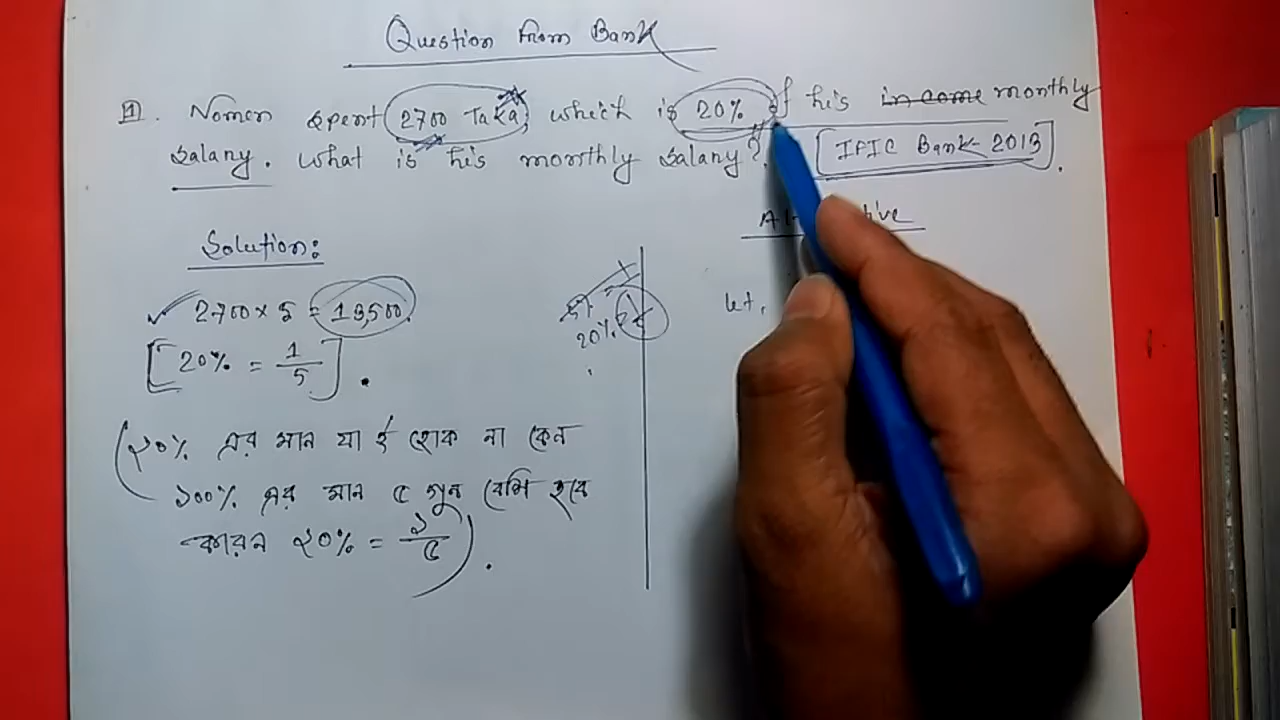 Question From Bank
1. Nomen spent 2700 Taka, which is 20% of his income monthly
salary. What is his monthly salary? [IFIC Bank-2013].
Solution:
2700 × 5 = 13,500.
[20% = 1/5].
(২০% এর মান যা ই হোক না কেন
১০০% এর মান ৫ গুন বেশি হবে
কারন ২০% = ১/৫).
20%
Let,